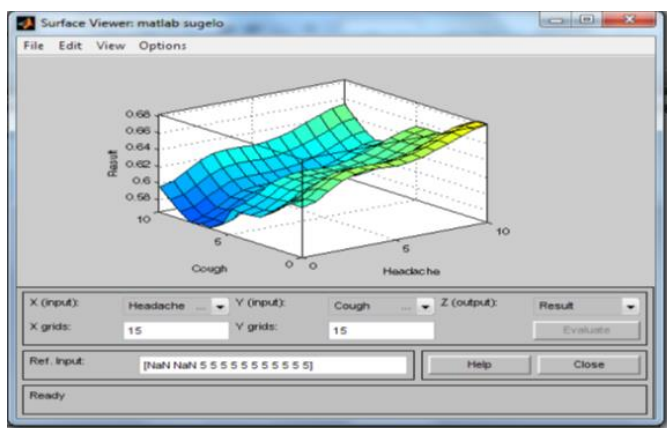 Surface Viewer: matlab sugelo
File Edit View Options
0.68
0.66
0.64
0.62
0.6
0.58
Result
10
5
0
Cough
0
5
10
Headache
X (input): Headache ... Y (input): Cough ... Z (output): Result
X grids: 15 Y grids: 15 Evaluate
Ref. Input: [NaN NaN 5 5 5 5 5 5 5 5 5 5 5] Help Close
Ready